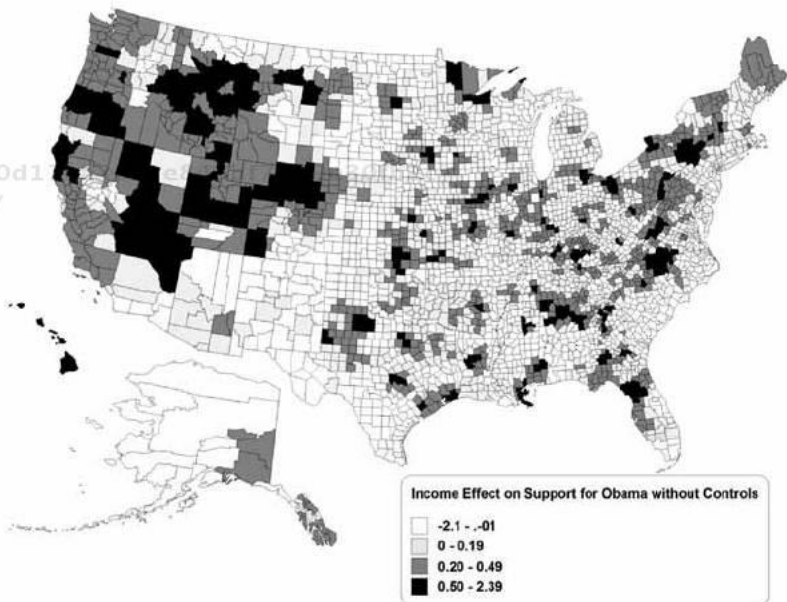 Income Effect on Support for Obama without Controls
-2.1 - .-01
0 - 0.19
0.20 - 0.49
0.50 - 2.39